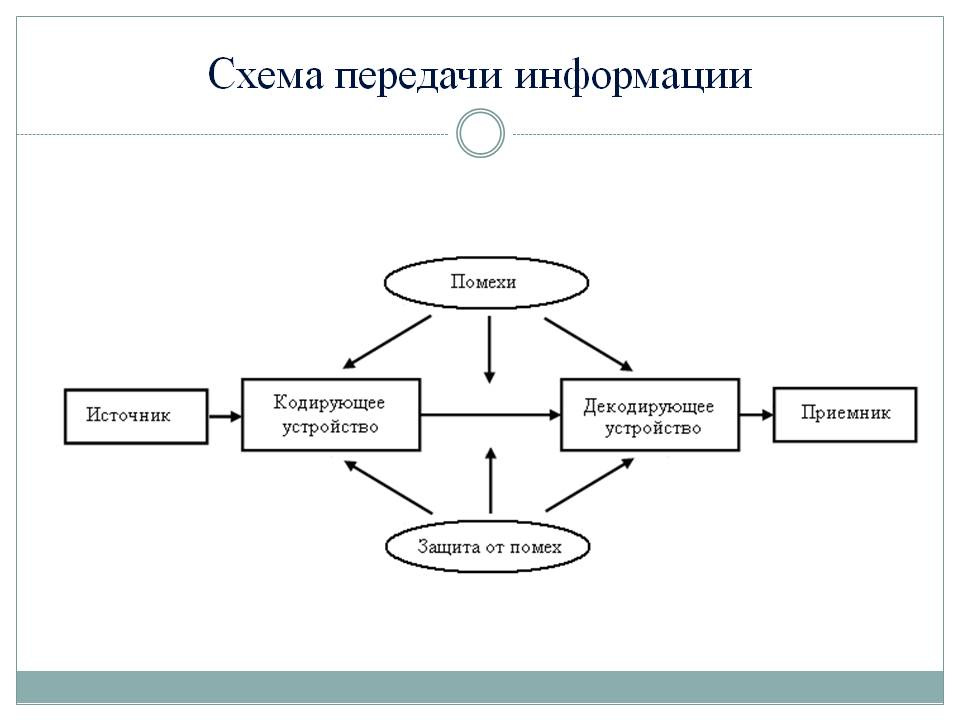 Схема передачи информации
Помехи
Источник
Кодирующее
устройство
Декодирующее
устройство
Приемник
Защита от помех